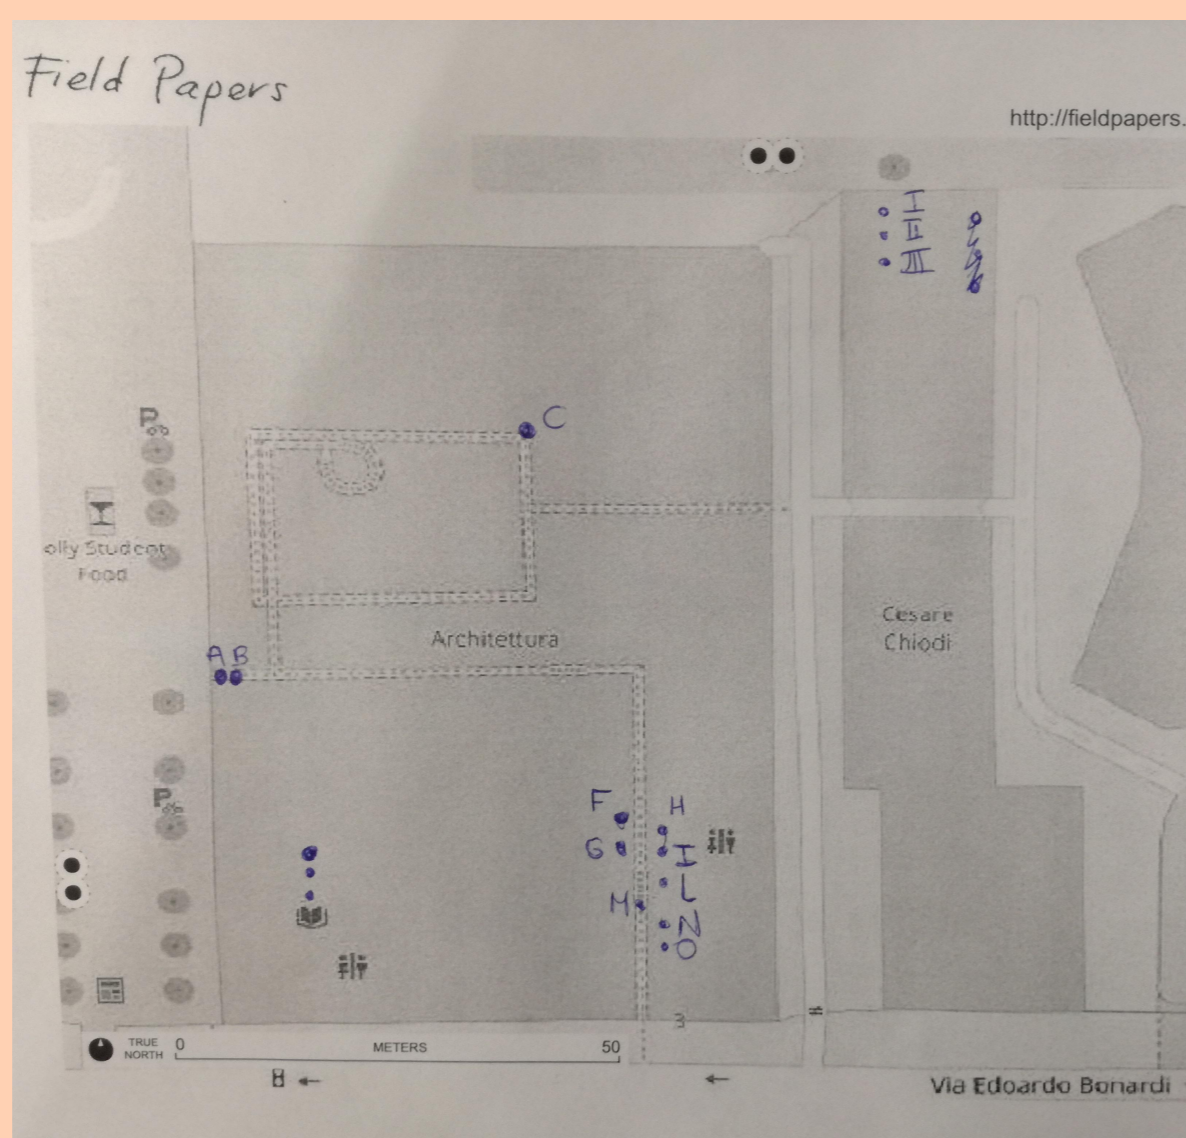 Field Papers
http://fieldpapers.
I
II
III
C
P
olly Student
Food
Architettura
Cesare
Chiodi
A B
P
F
H
G
I
L
M
N
O
3
TRUE
NORTH
0
METERS
50
Via Edoardo Bonardi